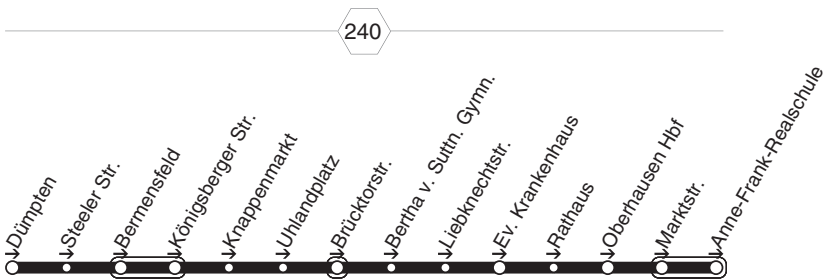 240
Dümpten
Steeler Str.
Bermensfeld
Königsberger Str.
Knappenmarkt
Uhlandplatz
Brücktorstr.
Bertha v. Suttn. Gymn.
Liebknechtstr.
Ev. Krankenhaus
Rathaus
Oberhausen Hbf
Marktstr.
Anne-Frank-Realschule